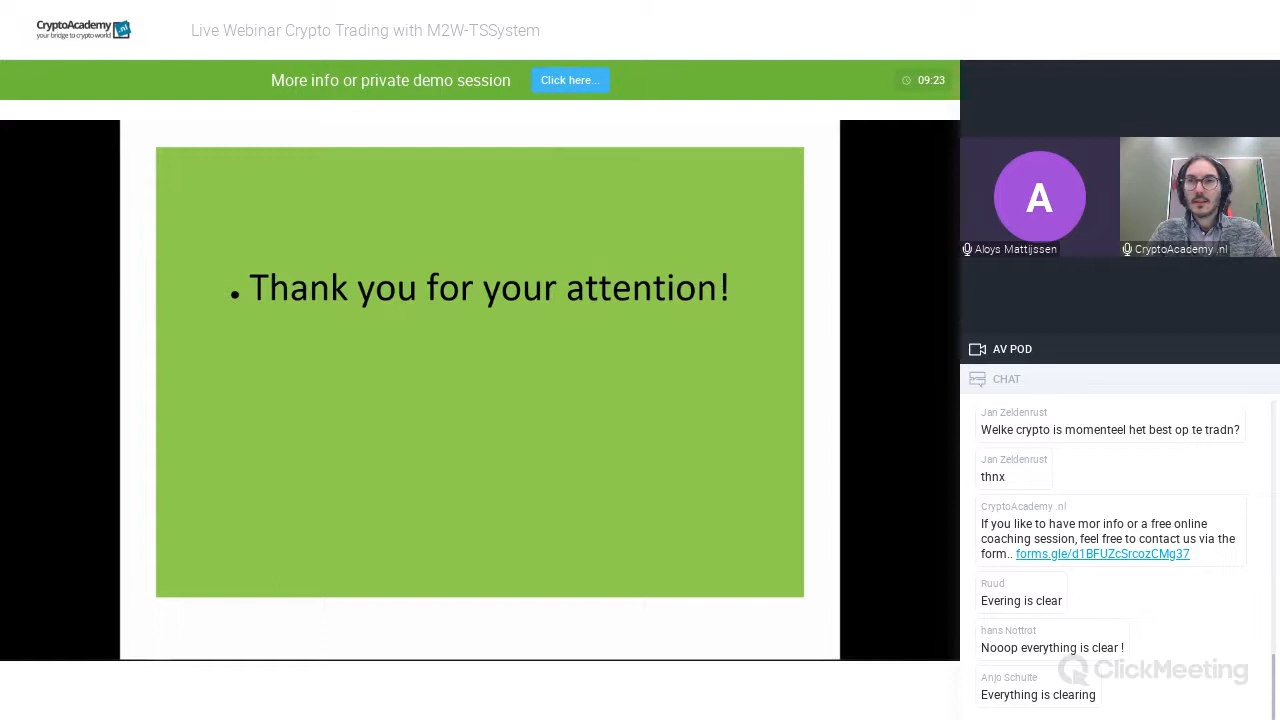 CryptoAcademy .nl
your bridge to crypto world
Live Webinar Crypto Trading with M2W-TSSystem
More info or private demo session
Click here...
09:23
• Thank you for your attention!
A
Aloys Mattijssen
CryptoAcademy .nl
AV POD
CHAT
Jan Zeldenrust
Welke crypto is momenteel het best op te tradn?
Jan Zeldenrust
thnx
CryptoAcademy .nl
If you like to have mor info or a free online
coaching session, feel free to contact us via the
form.. forms.gle/d1BFUZcSrcozCMg37
Ruud
Evering is clear
hans Nottrot
Nooop everything is clear !
Anjo Schulte
Everything is clearing
ClickMeeting